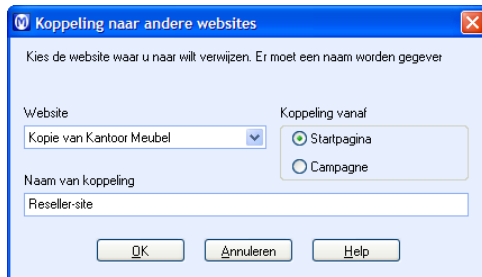 Koppeling naar andere websites
Kies de website waar u naar wilt verwijzen. Er moet een naam worden gegever
Website
Koppeling vanaf
Kopie van Kantoor Meubel
Startpagina
Campagne
Naam van koppeling
Reseller-site
OK Annuleren Help